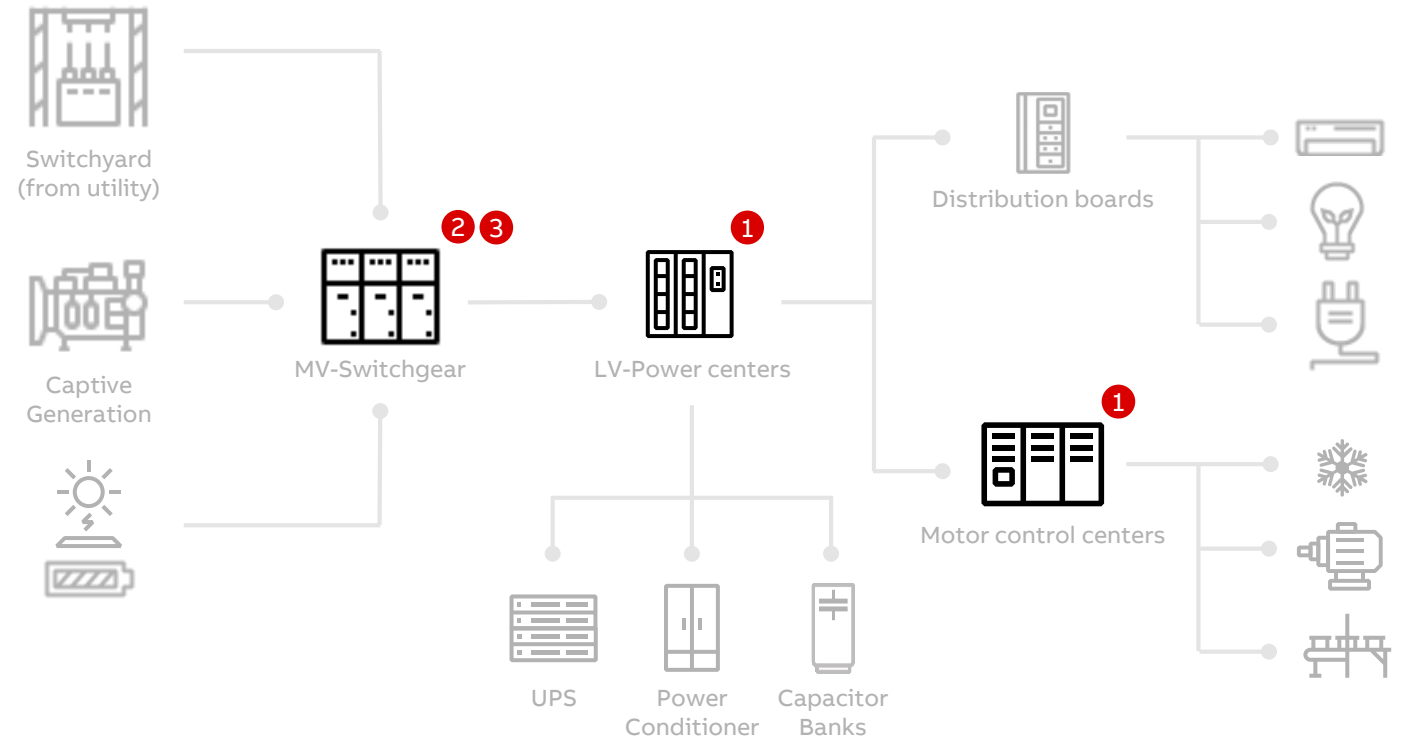 Switchyard
(from utility)
Captive
Generation
2 3
MV-Switchgear
1
LV-Power centers
Distribution boards
1
Motor control centers
UPS
Power
Conditioner
Capacitor
Banks